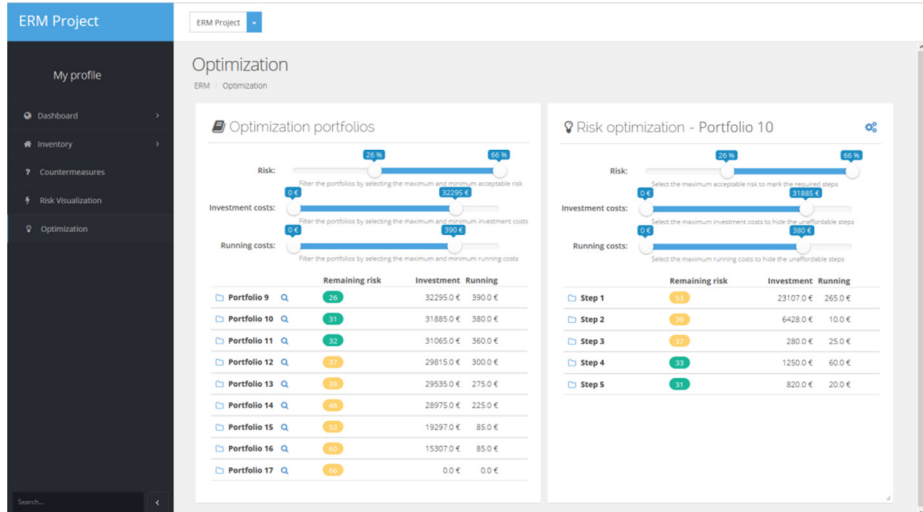 ERM Project
ERM Project
My profile
Dashboard
Inventory
Countermeasures
Risk Visualization
Optimization
Search...
Optimization
ERM / Optimization
Optimization portfolios
26 % 66 %
Risk:
Filter the portfolios by selecting the maximum and minimum acceptable risk
0 € 32295 €
Investment costs:
Filter the portfolios by selecting the maximum and minimum investment costs
0 € 390 €
Running costs:
Filter the portfolios by selecting the maximum and minimum running costs
Remaining risk Investment Running
Portfolio 9 26 32295.0 € 390.0 €
Portfolio 10 31 31885.0 € 380.0 €
Portfolio 11 32 31065.0 € 360.0 €
Portfolio 12 37 29815.0 € 300.0 €
Portfolio 13 29535.0 € 275.0 €
Portfolio 14 28975.0 € 225.0 €
Portfolio 15 19297.0 € 85.0 €
Portfolio 16 60 15307.0 € 85.0 €
Portfolio 17 66 0.0 € 0.0 €
Risk optimization - Portfolio 10
26 % 66 %
Risk:
Select the maximum acceptable risk to mark the required steps
0 € 31885 €
Investment costs:
Select the maximum investment costs to hide the unaffordable steps
0 € 380 €
Running costs:
Select the maximum running costs to hide the unaffordable steps
Remaining risk Investment Running
Step 1 53 23107.0 € 265.0 €
Step 2 39 6428.0 € 10.0 €
Step 3 37 280.0 € 25.0 €
Step 4 33 1250.0 € 60.0 €
Step 5 31 820.0 € 20.0 €